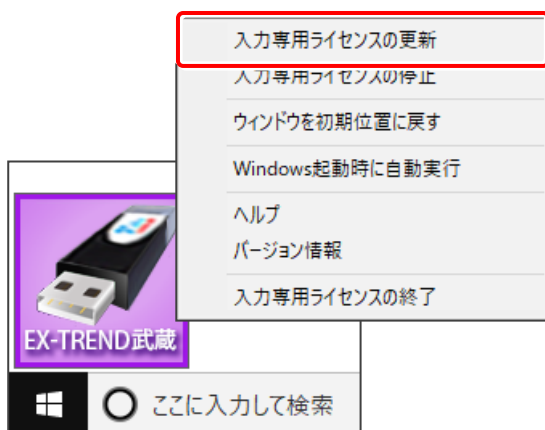 入力専用ライセンスの更新
入力専用ライセンスの停止
ウィンドウを初期位置に戻す
Windows起動時に自動実行
ヘルプ
バージョン情報
入力専用ライセンスの終了
EX-TREND武蔵
ここに入力して検索